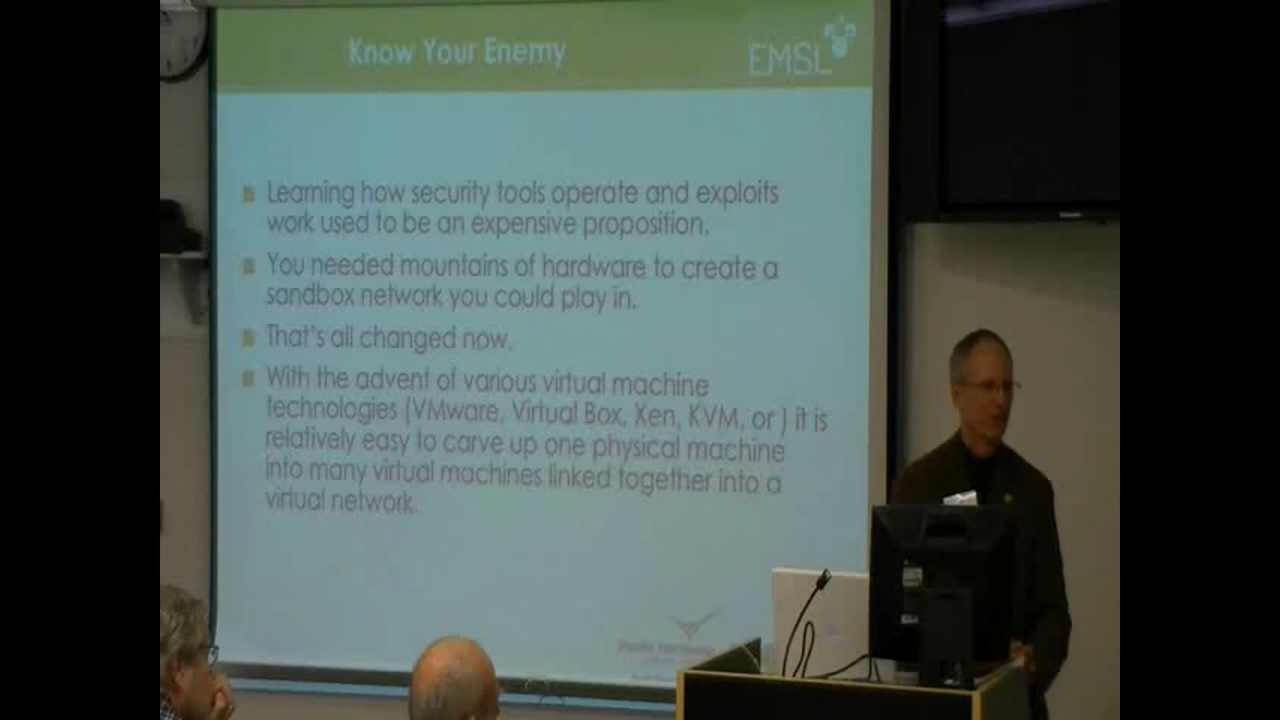 Know Your Enemy
EMSL
Learning how security tools operate and exploits
work used to be an expensive proposition.
You needed mountains of hardware to create a
sandbox network you could play in.
That's all changed now.
With the advent of various virtual machine
technologies (VMware, Virtual Box, Xen, KVM, or ) it is
relatively easy to carve up one physical machine
into many virtual machines linked together into a
virtual network.
Pacific Northwest